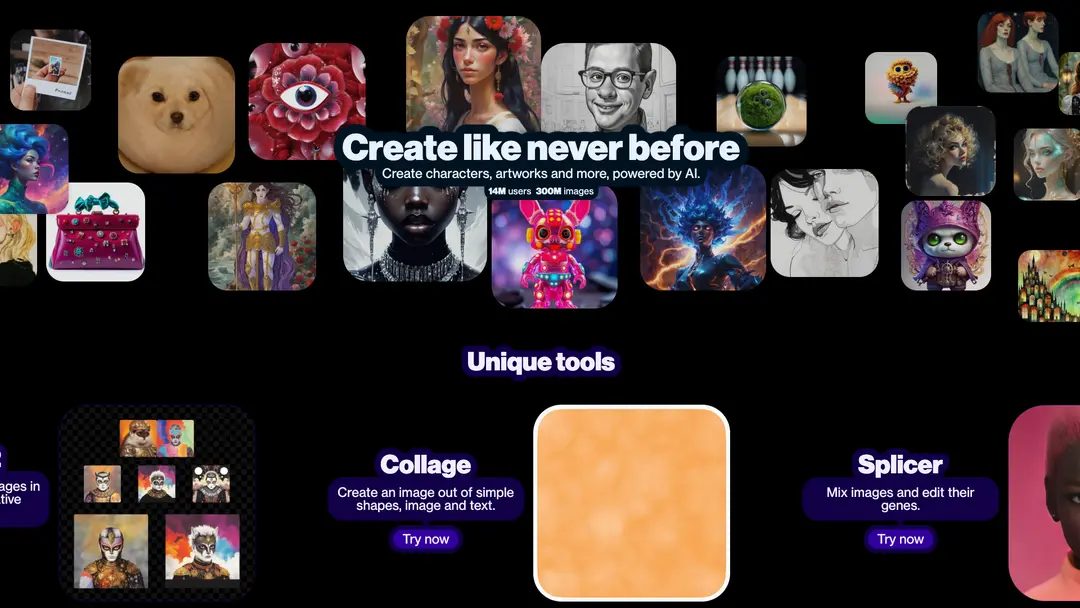 Create like never before
Create characters, artworks and more, powered by AI.
14M users 300M images
Unique tools
ages in
tive
Collage
Create an image out of simple
shapes, image and text.
Try now
Splicer
Mix images and edit their
genes.
Try now